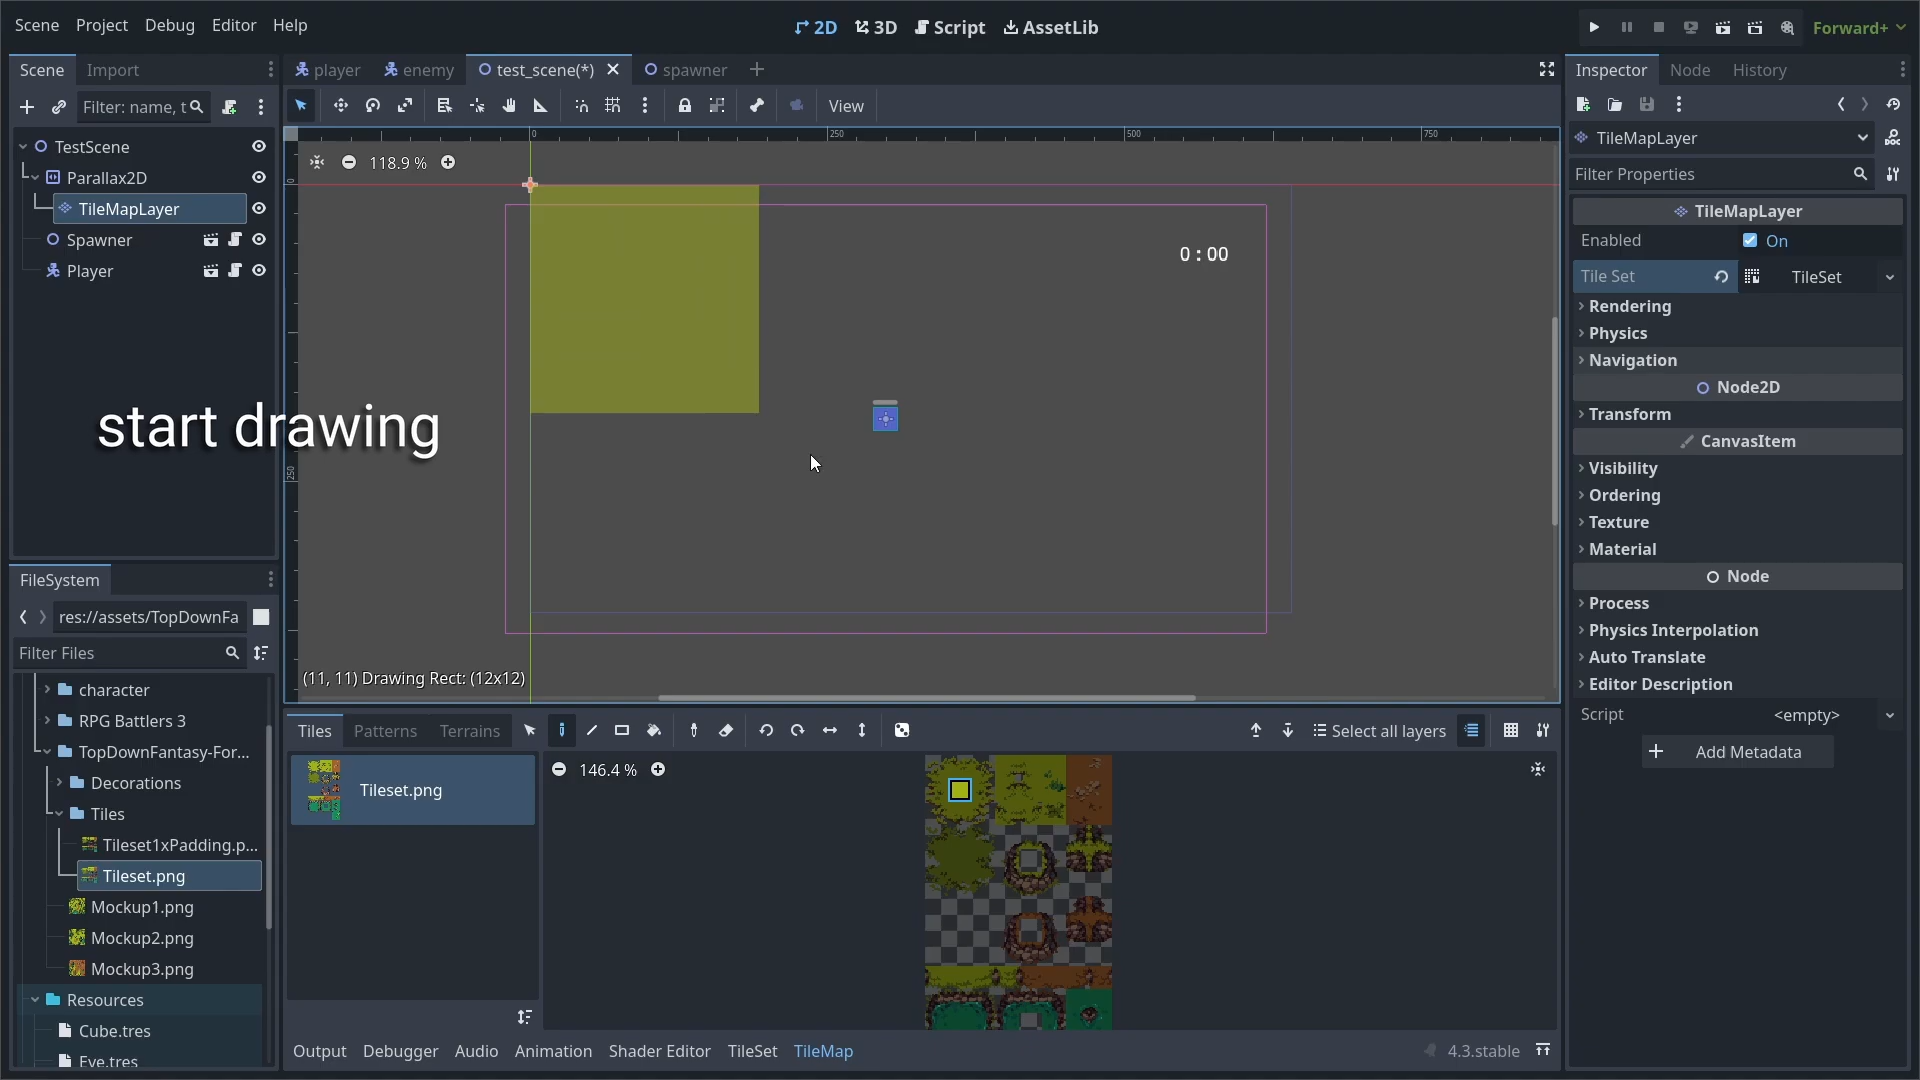 Scene Project Debug Editor Help
2D 3D Script AssetLib
Forward+
Scene Import
player enemy test_scene(*) spawner
Inspector Node History
Filter: name, t
View
TestScene
Parallax2D
TileMapLayer
Spawner
Player
0 250 500 750
118.9 %
0
250
0:00
start drawing
(11, 11) Drawing Rect: (12x12)
TileMapLayer
Filter Properties
TileMapLayer
Enabled On
Tile Set TileSet
Rendering
Physics
Navigation
Node2D
Transform
CanvasItem
Visibility
Ordering
Texture
Material
Node
Process
Physics Interpolation
Auto Translate
Editor Description
Script <empty>
Add Metadata
FileSystem
res://assets/TopDownFa
Filter Files
character
RPG Battlers 3
TopDownFantasy-For...
Decorations
Tiles
Tileset1xPadding.p...
Tileset.png
Mockup1.png
Mockup2.png
Mockup3.png
Resources
Cube.tres
Eye.tres
Tiles Patterns Terrains
Select all layers
Tileset.png
146.4 %
Output Debugger Audio Animation Shader Editor TileSet TileMap
4.3.stable